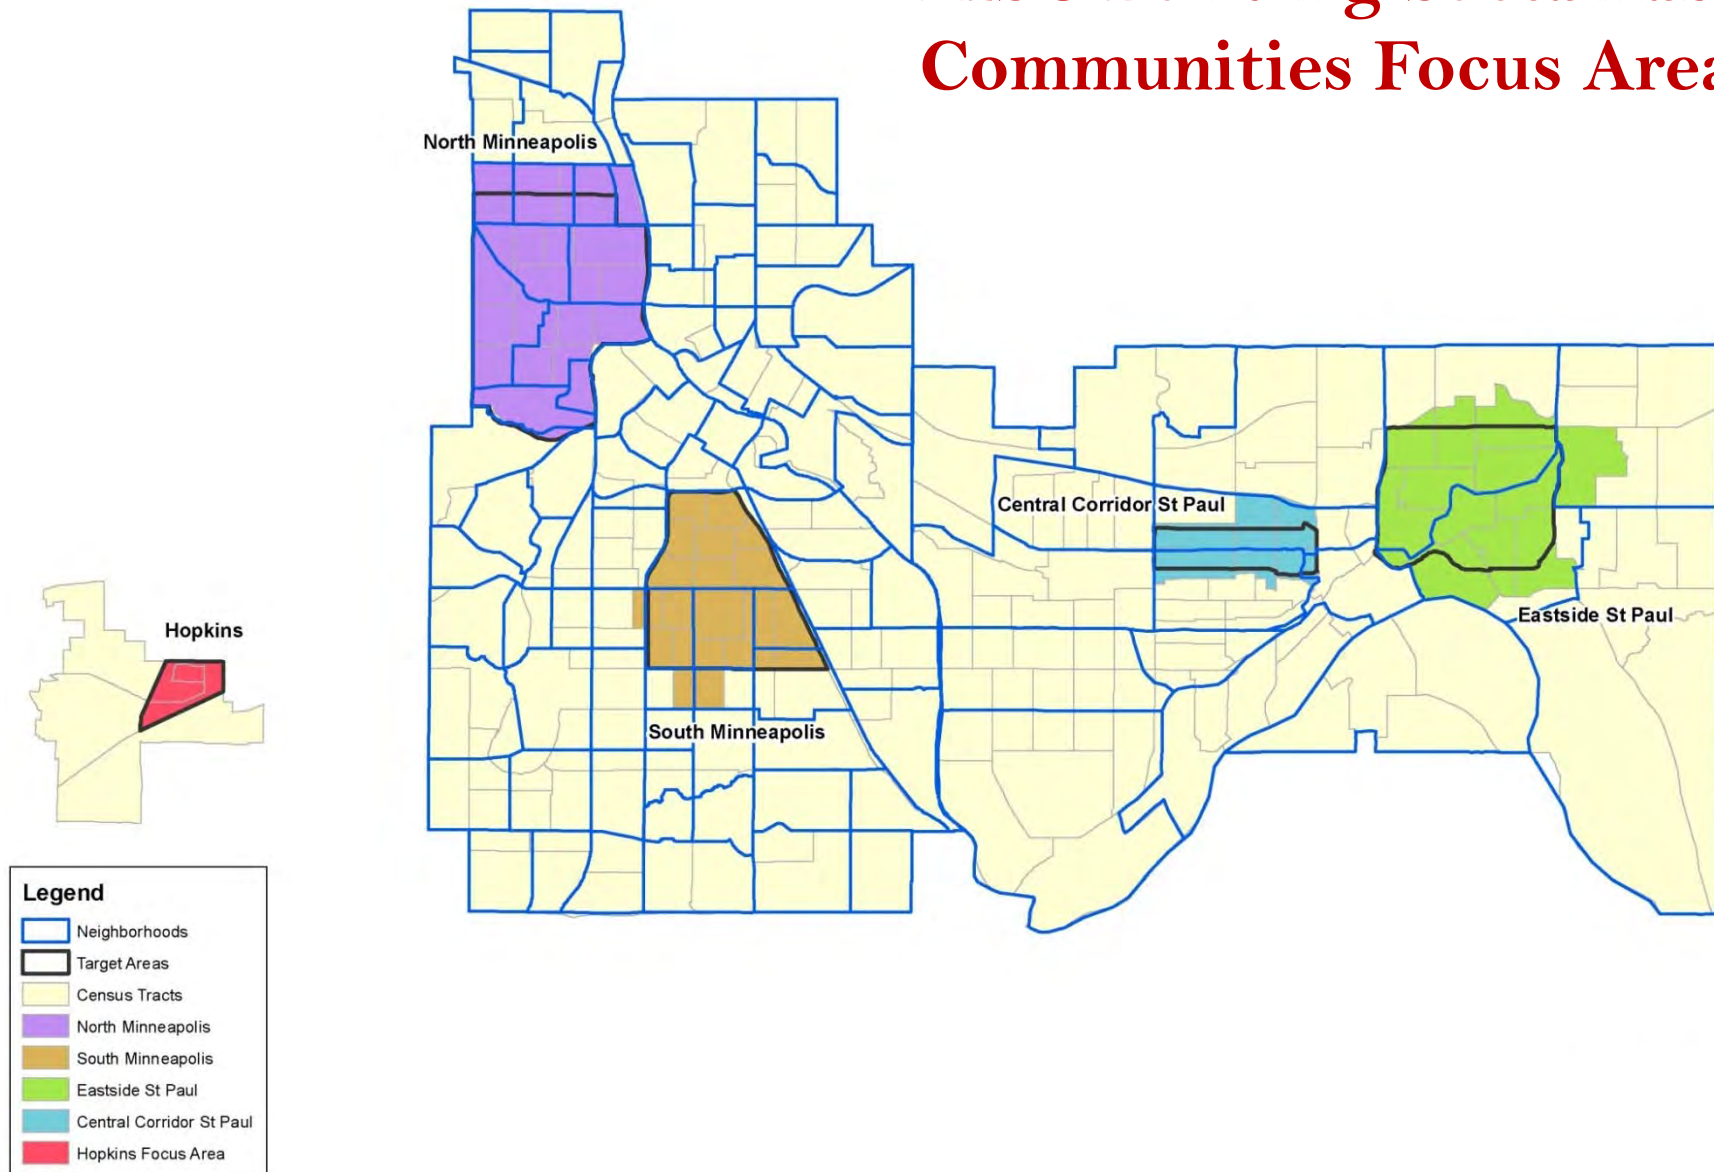 Communities Focus Area
North Minneapolis
Central Corridor St Paul
Eastside St Paul
Hopkins
South Minneapolis
Legend
Neighborhoods
Target Areas
Census Tracts
North Minneapolis
South Minneapolis
Eastside St Paul
Central Corridor St Paul
Hopkins Focus Area